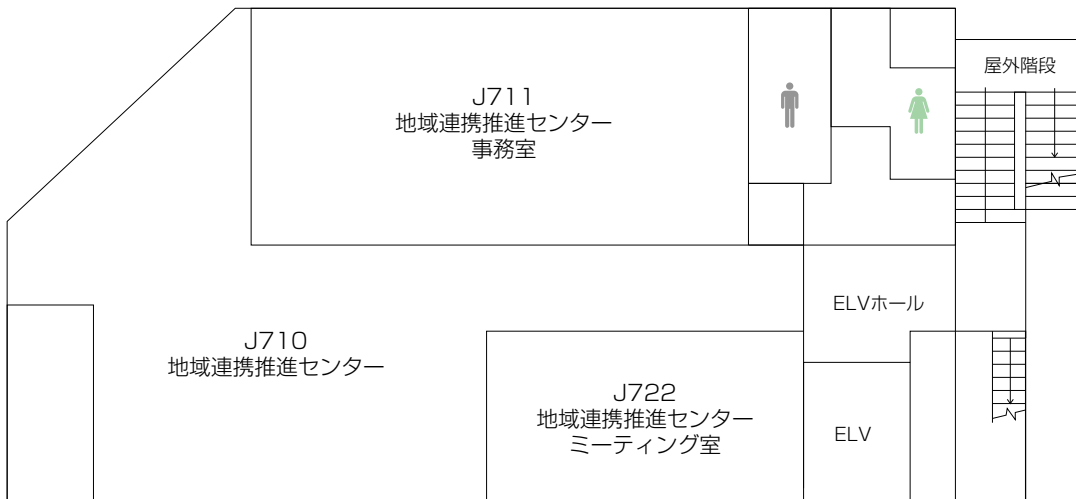 J711
地域連携推進センター
事務室
屋外階段
ELVホール
J710
地域連携推進センター
J722
地域連携推進センター
ミーティング室
ELV